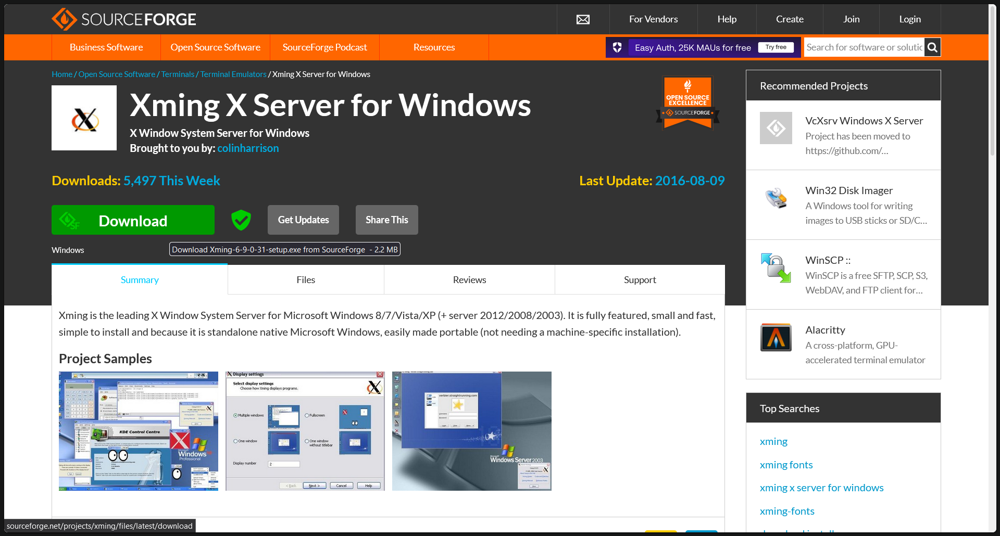 SOURCEFORGE
For Vendors
Help
Create
Join
Login
Business Software
Open Source Software
SourceForge Podcast
Resources
Easy Auth, 25K MAUs for free
Try free
Search for software or solutic
Home / Open Source Software / Terminals / Terminal Emulators / Xming X Server for Windows
Xming X Server for Windows
X Window System Server for Windows
Brought to you by: colinharrison
OPEN SOURCE
EXCELLENCE
SOURCEFORGE
Downloads: 5,497 This Week
Last Update: 2016-08-09
SF
Download
Get Updates
Share This
Windows
Download Xming-6-9-0-31-setup.exe from SourceForge - 2.2 MB
Summary
Files
Reviews
Support
Xming is the leading X Window System Server for Microsoft Windows 8/7/Vista/XP (+ server 2012/2008/2003). It is fully featured, small and fast,
simple to install and because it is standalone native Microsoft Windows, easily made portable (not needing a machine-specific installation).
Project Samples
KDE Control Centre
Windows
Professional
Display settings
Select display settings
Choose how Xming displays programs.
Multiple windows
Fullscreen
One window
One window
without titlebar
Display number
2
< Back
Next >
Cancel
Help
verbier.straightrunning.com
Microsoft
Windows Server 2003
Recommended Projects
VcXsrv Windows X Server
Project has been moved to
https://github.com/...
Win32 Disk Imager
A Windows tool for writing
images to USB sticks or SD/C...
WinSCP ::
WinSCP is a free SFTP, SCP, S3,
WebDAV, and FTP client for...
Alacritty
A cross-platform, GPU-
accelerated terminal emulator
Top Searches
xming
xming fonts
xming x server for windows
xming-fonts
sourceforge.net/projects/xming/files/latest/download